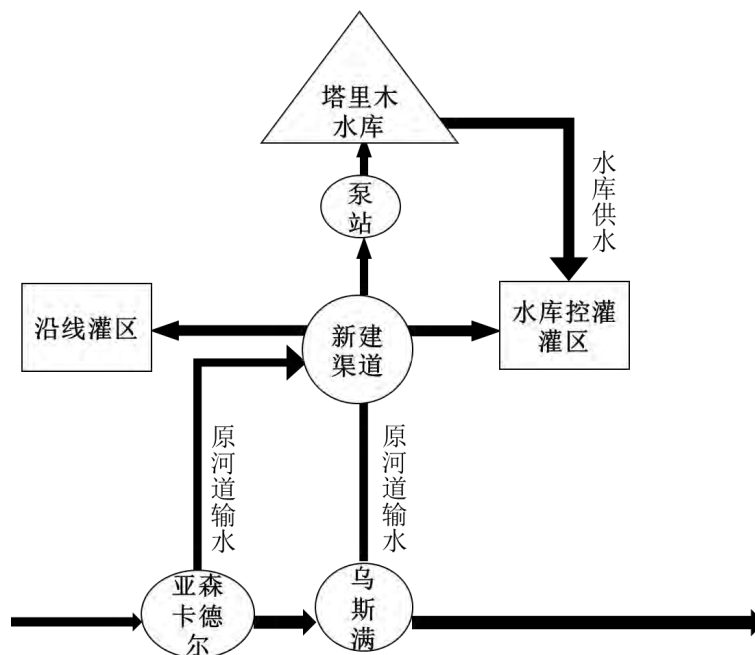 塔里木
水库
泵
站
水库供水
沿线灌区
新建
渠道
水库控灌
灌区
原河道输水
原河道输水
亚森
卡德
尔
乌
斯
满